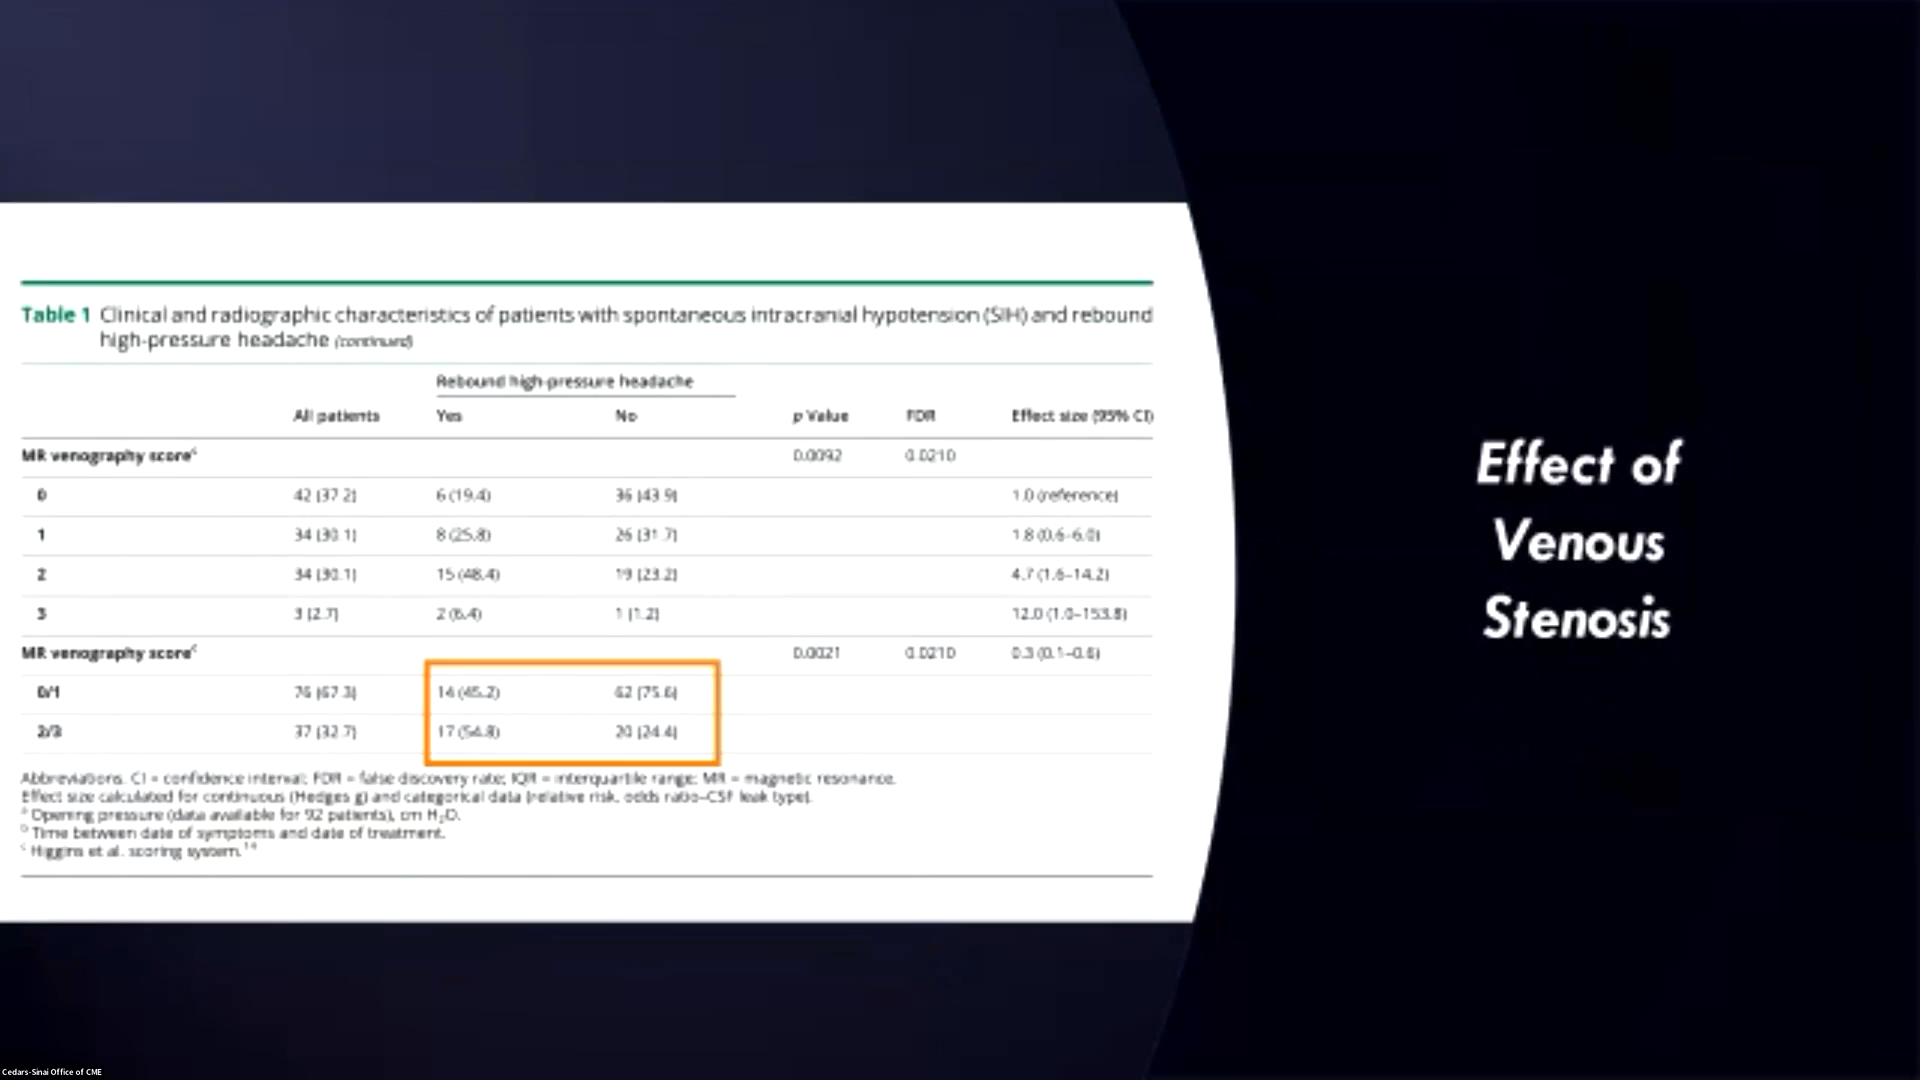 Table 1 Clinical and radiographic characteristics of patients with spontaneous intracranial hypotension (SIH) and rebound
high-pressure headache (continued)
Rebound high-pressure headache
All patients Yes No p Value FDR Effect size (95% CI)
MR venography scoreᶜ 0.0092 0.0210
0 42 (37.2) 6 (19.4) 36 (43.9) 1.0 (reference)
1 34 (30.1) 8 (25.8) 26 (31.7) 1.8 (0.6–6.0)
2 34 (30.1) 15 (48.4) 19 (23.2) 4.7 (1.6–14.2)
3 3 (2.7) 2 (6.4) 1 (1.2) 12.0 (1.0–153.8)
MR venography scoreᶜ 0.0021 0.0210 0.3 (0.1–0.6)
0/1 76 (67.3) 14 (45.2) 62 (75.6)
2/3 37 (32.7) 17 (54.8) 20 (24.4)
Abbreviations: CI = confidence interval; FDR = false discovery rate; IQR = interquartile range; MR = magnetic resonance.
Effect size calculated for continuous (Hedges g) and categorical data (relative risk, odds ratio–CSF leak type).
ᵃ Opening pressure (data available for 92 patients), cm H₂O.
ᵇ Time between date of symptoms and date of treatment.
ᶜ Higgins et al. scoring system.¹⁴
Effect of
Venous
Stenosis
Cedars-Sinai Office of CME